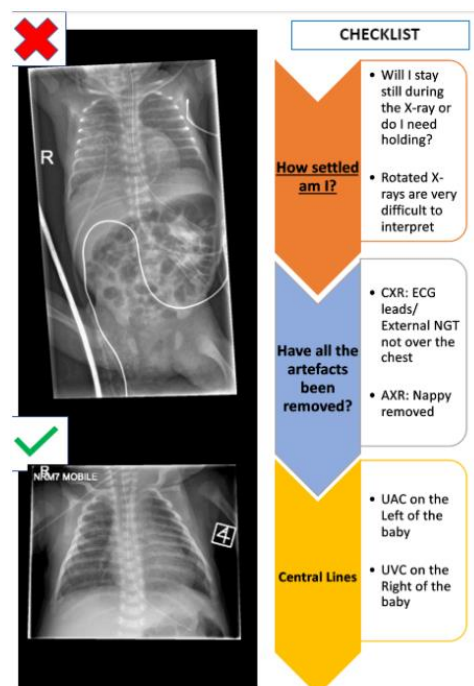 CHECKLIST
R
How settled
am I?
• Will I stay
still during
the X-ray or
do I need
holding?
• Rotated X-
rays are very
difficult to
interpret
Have all the
artefacts
been
removed?
• CXR: ECG
leads/
External NGT
not over the
chest
• AXR: Nappy
removed
R
NRM7 MOBILE
4
Central Lines
• UAC on the
Left of the
baby
• UVC on the
Right of the
baby